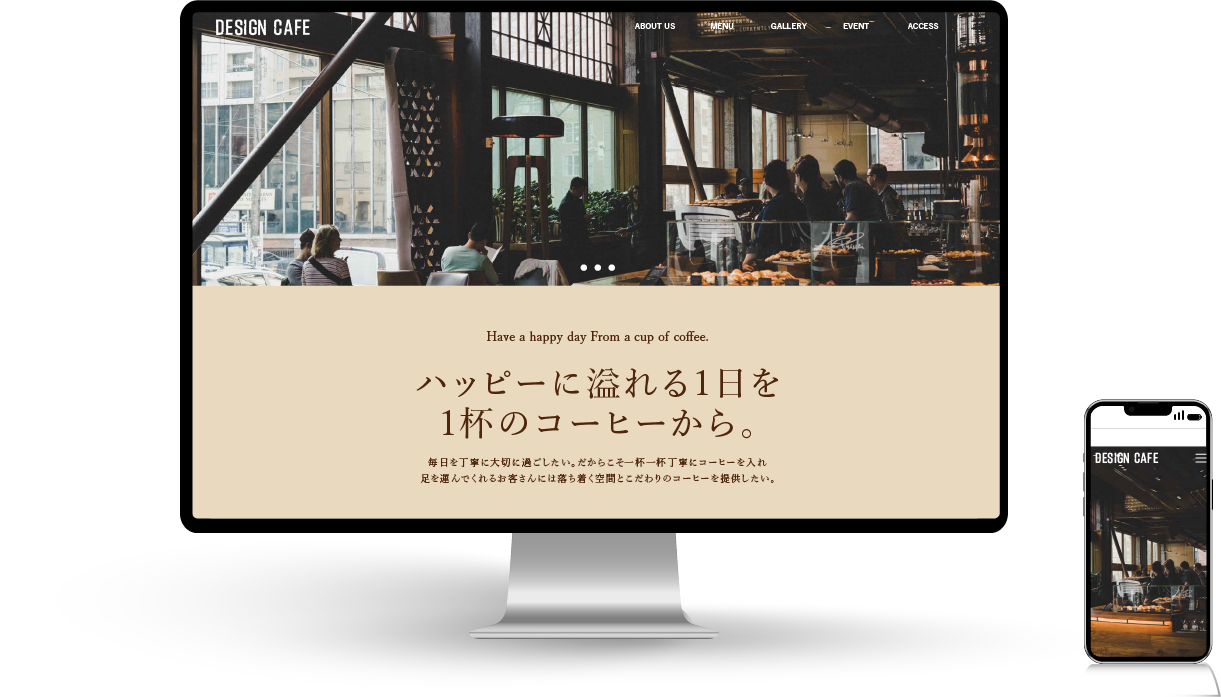 DESIGN CAFE
ABOUT US MENU GALLERY EVENT ACCESS
Have a happy day From a cup of coffee.
ハッピーに溢れる1日を
1杯のコーヒーから。
毎日を丁寧に大切に過ごしたい。だからこそ一杯一杯丁寧にコーヒーを入れ
足を運んでくれるお客さんには落ち着く空間とこだわりのコーヒーを提供したい。
DESIGN CAFE